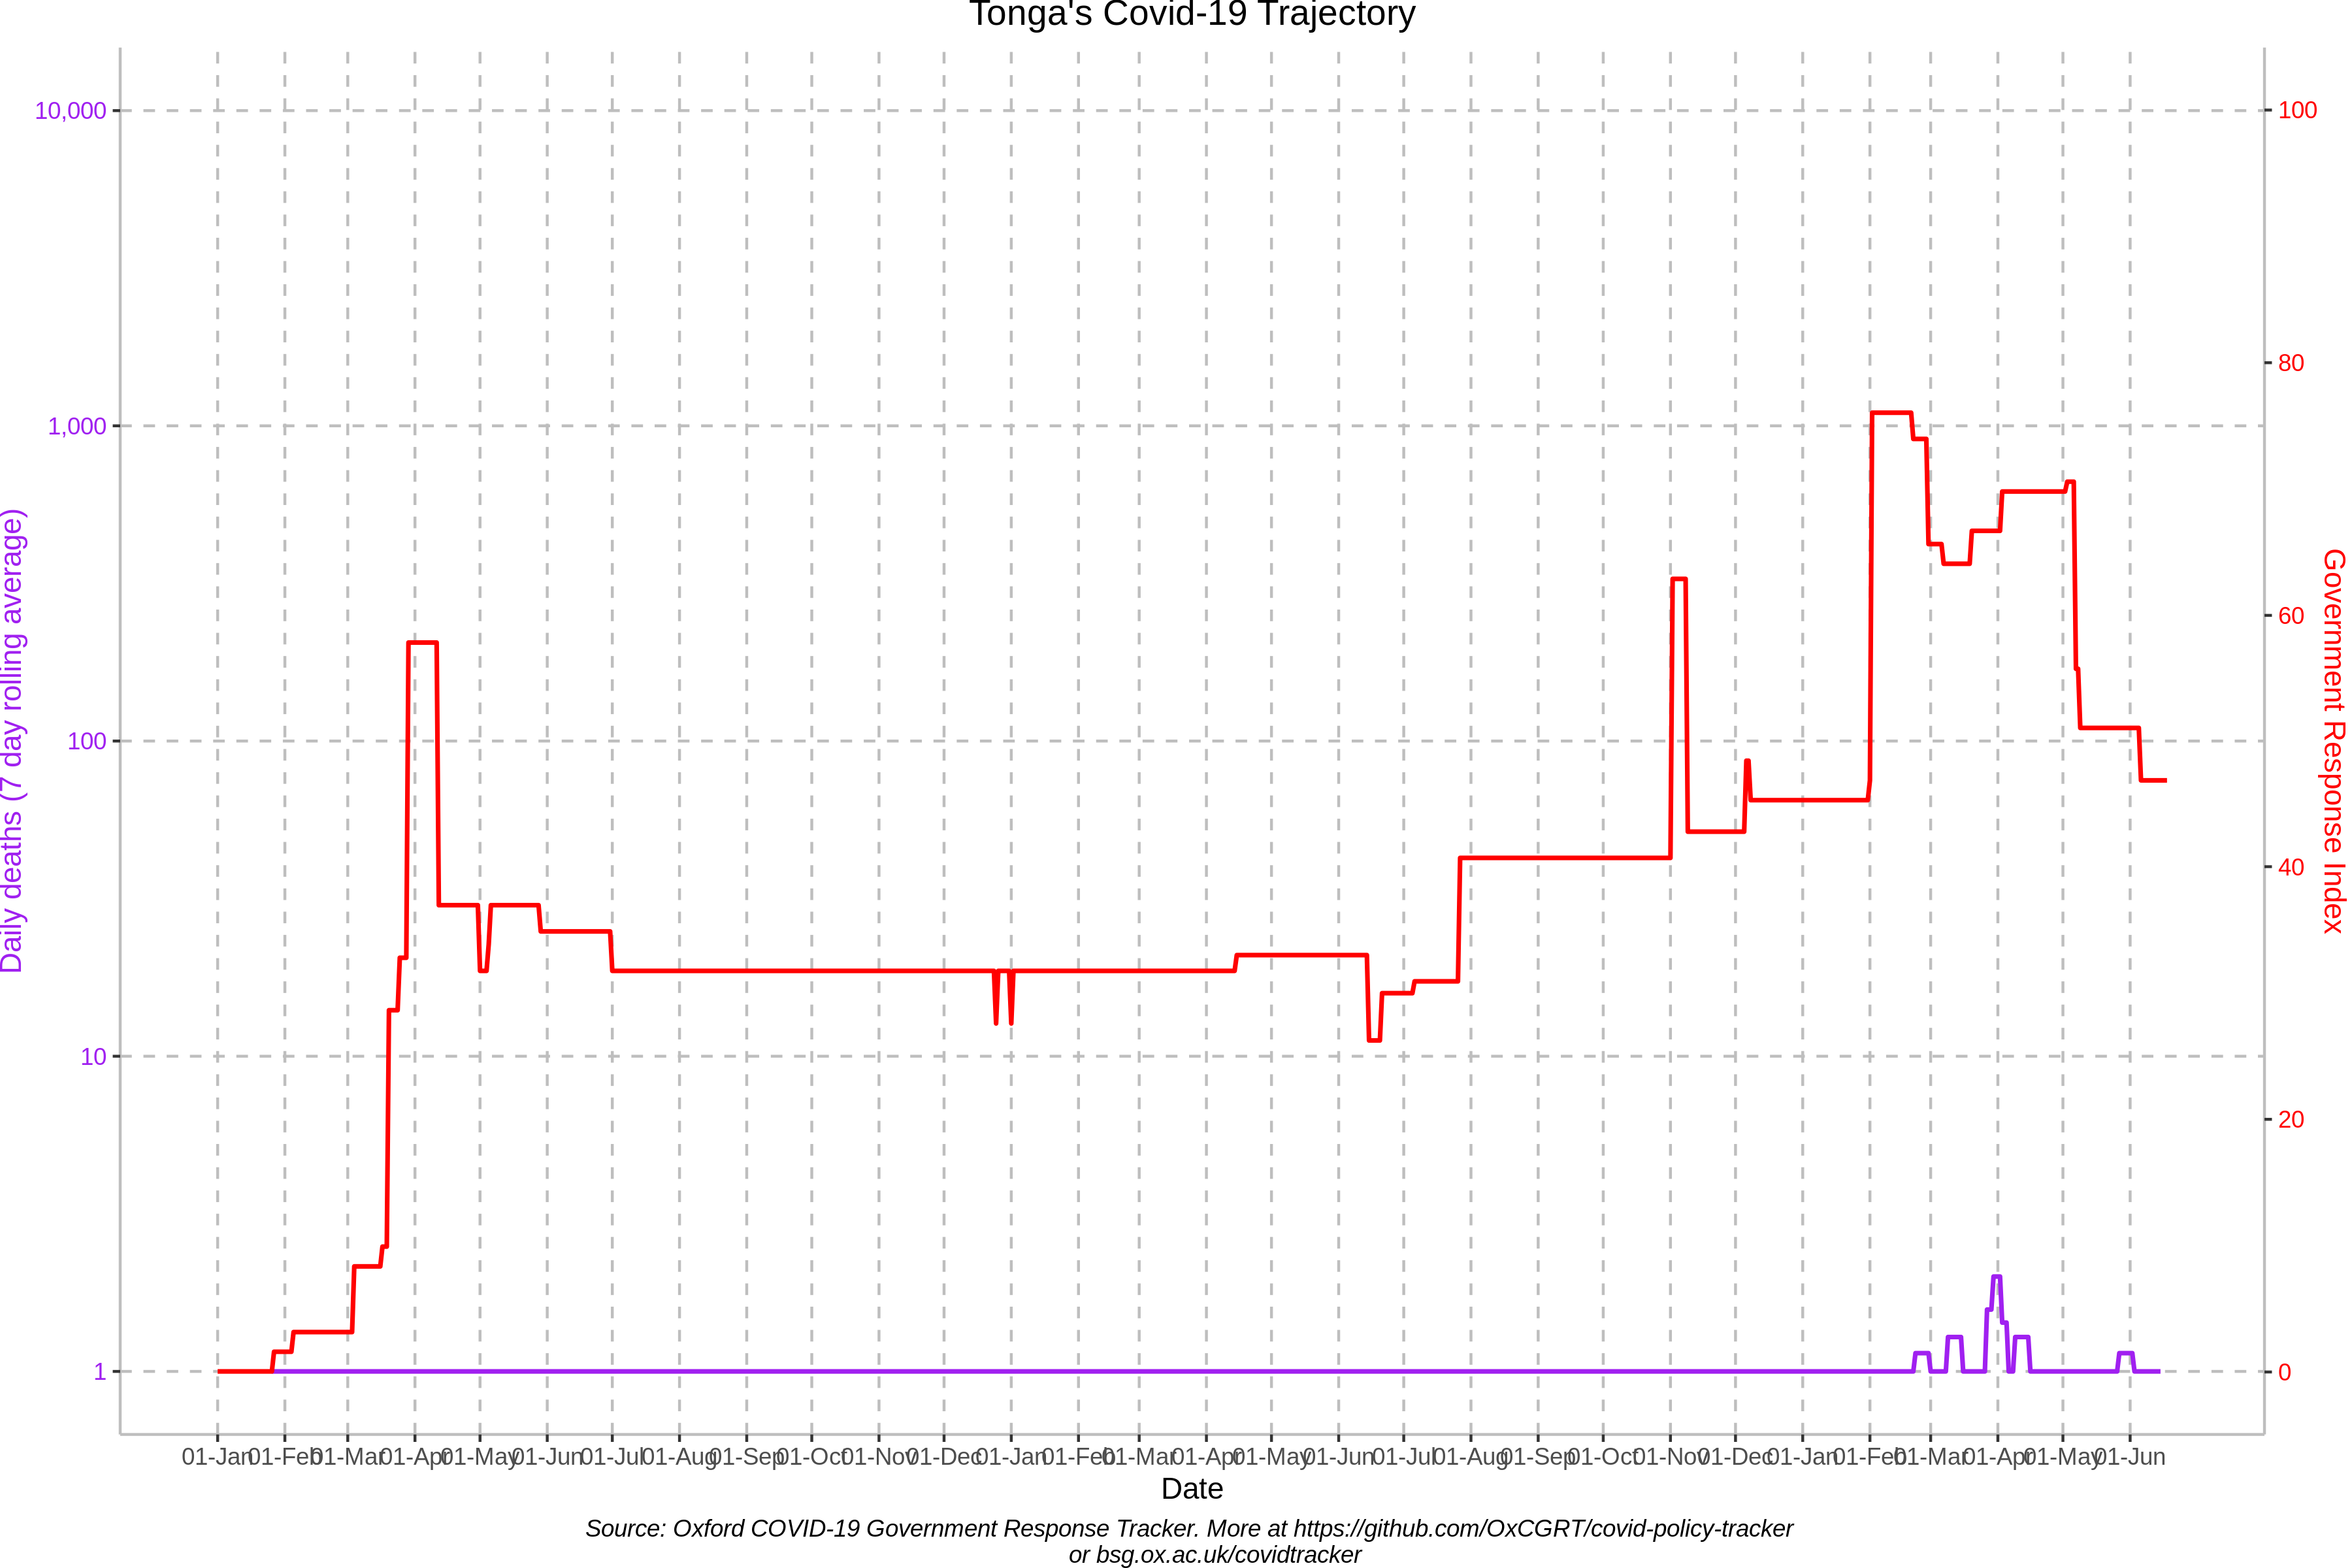 Tonga's Covid-19 Trajectory
10,000
1,000
100
10
1
Daily deaths (7 day rolling average)
100
80
60
40
20
0
Government Response Index
01-Jan 01-Feb 01-Mar 01-Apr 01-May 01-Jun 01-Jul 01-Aug 01-Sep 01-Oct 01-Nov 01-Dec 01-Jan 01-Feb 01-Mar 01-Apr 01-May 01-Jun 01-Jul 01-Aug 01-Sep 01-Oct 01-Nov 01-Dec 01-Jan 01-Feb 01-Mar 01-Apr 01-May 01-Jun
Date
Source: Oxford COVID-19 Government Response Tracker. More at https://github.com/OxCGRT/covid-policy-tracker
or bsg.ox.ac.uk/covidtracker